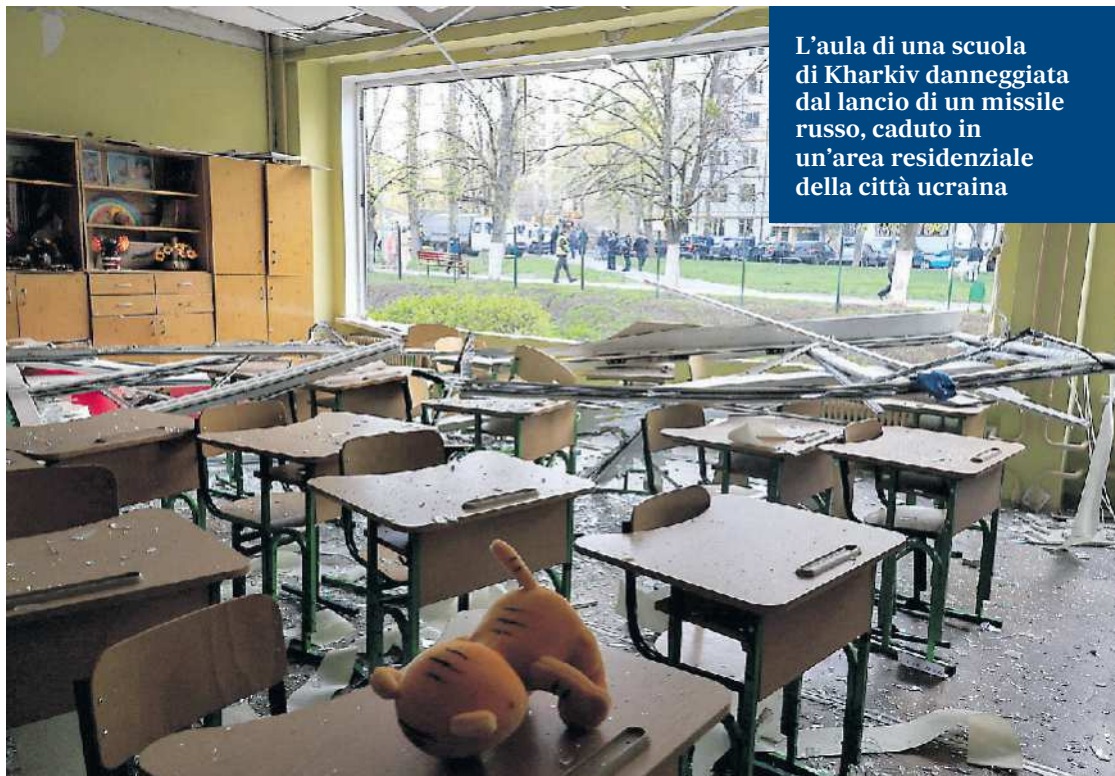 L’aula di una scuola
di Kharkiv danneggiata
dal lancio di un missile
russo, caduto in
un’area residenziale
della città ucraina